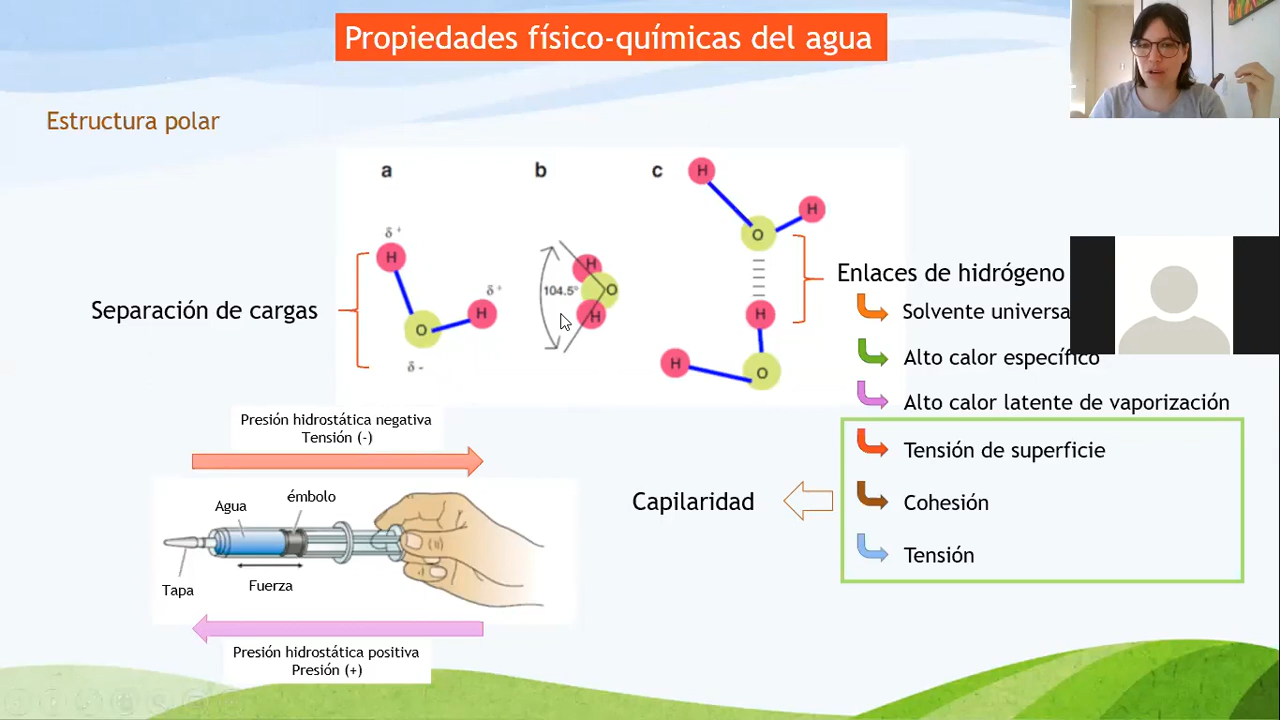 Propiedades físico-químicas del agua
Estructura polar
a
b
c
δ+
H
δ+
H
O
δ-
Separación de cargas
104.5°
H
O
H
H
H
O
H
H
O
Enlaces de hidrógeno
Solvente universa
Alto calor específico
Alto calor latente de vaporización
Tensión de superficie
Cohesión
Tensión
Capilaridad
Presión hidrostática negativa
Tensión (-)
Agua
émbolo
Tapa
Fuerza
Presión hidrostática positiva
Presión (+)